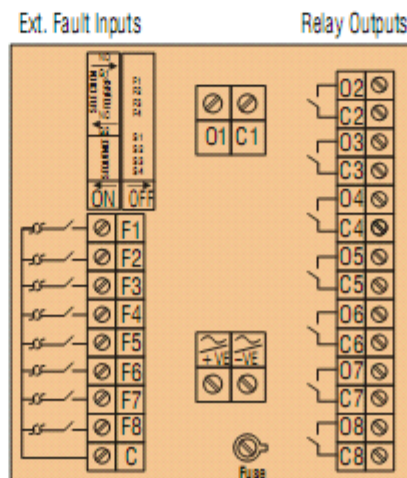 Ext. Fault Inputs
Relay Outputs
ON OFF
O1 C1
F1
F2
F3
F4
F5
F6
F7
F8
C
+VE -VE
Fuse
O2
C2
O3
C3
O4
C4
O5
C5
O6
C6
O7
C7
O8
C8